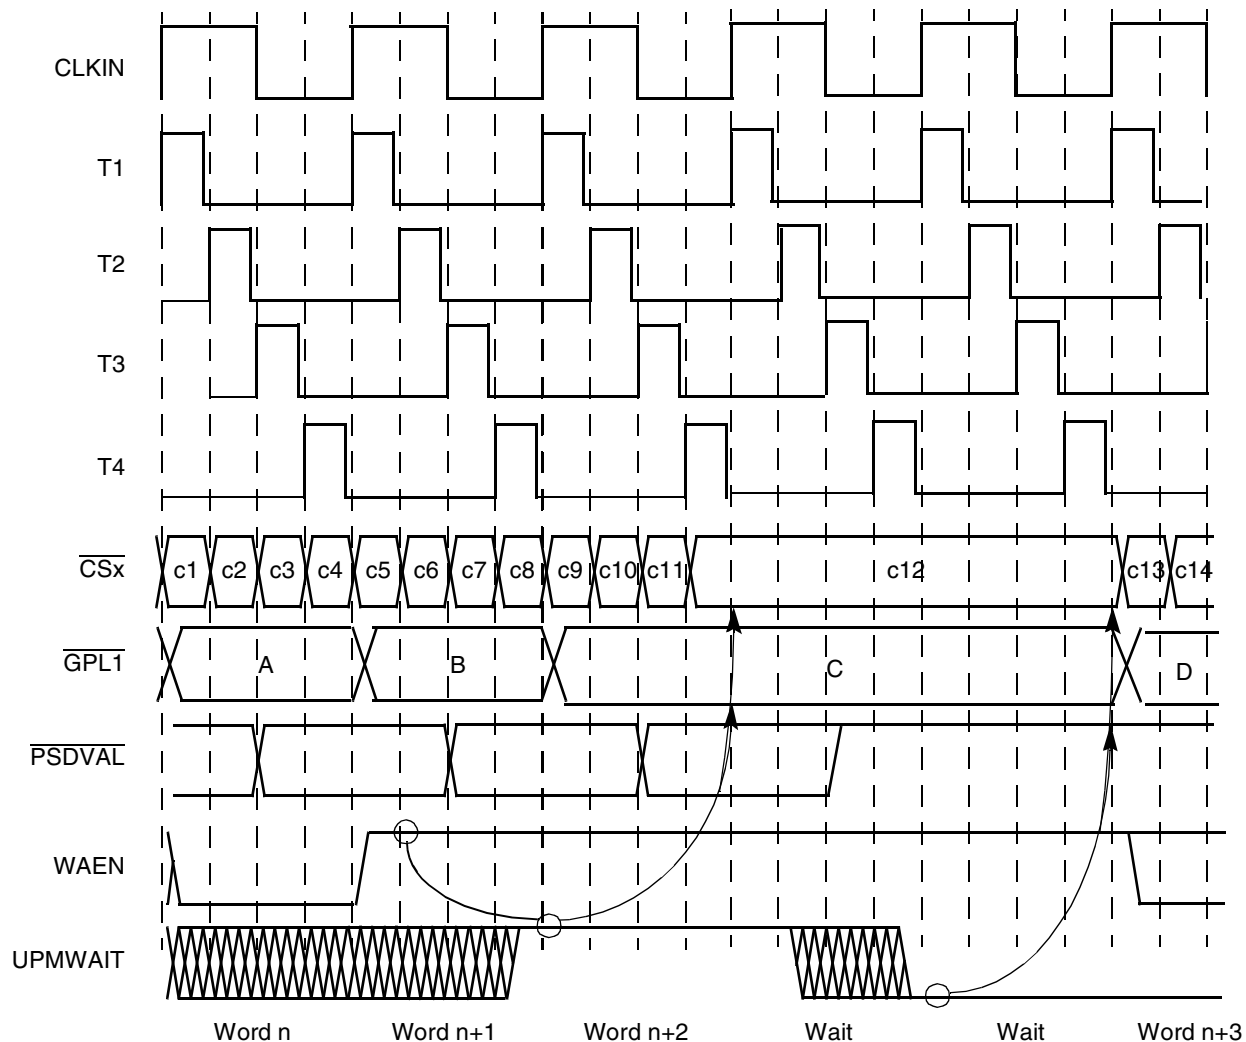 CLKIN
T1
T2
T3
T4
CSx
c1 c2 c3 c4 c5 c6 c7 c8 c9 c10 c11 c12 c13 c14
GPL1
A B C D
PSDVAL
WAEN
UPMWAIT
Word n Word n+1 Word n+2 Wait Wait Word n+3